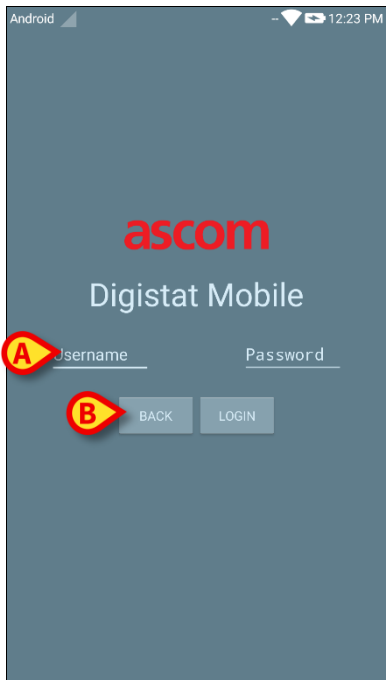 Android -- 12:23 PM
ascom
Digistat Mobile
A Username Password
B BACK LOGIN